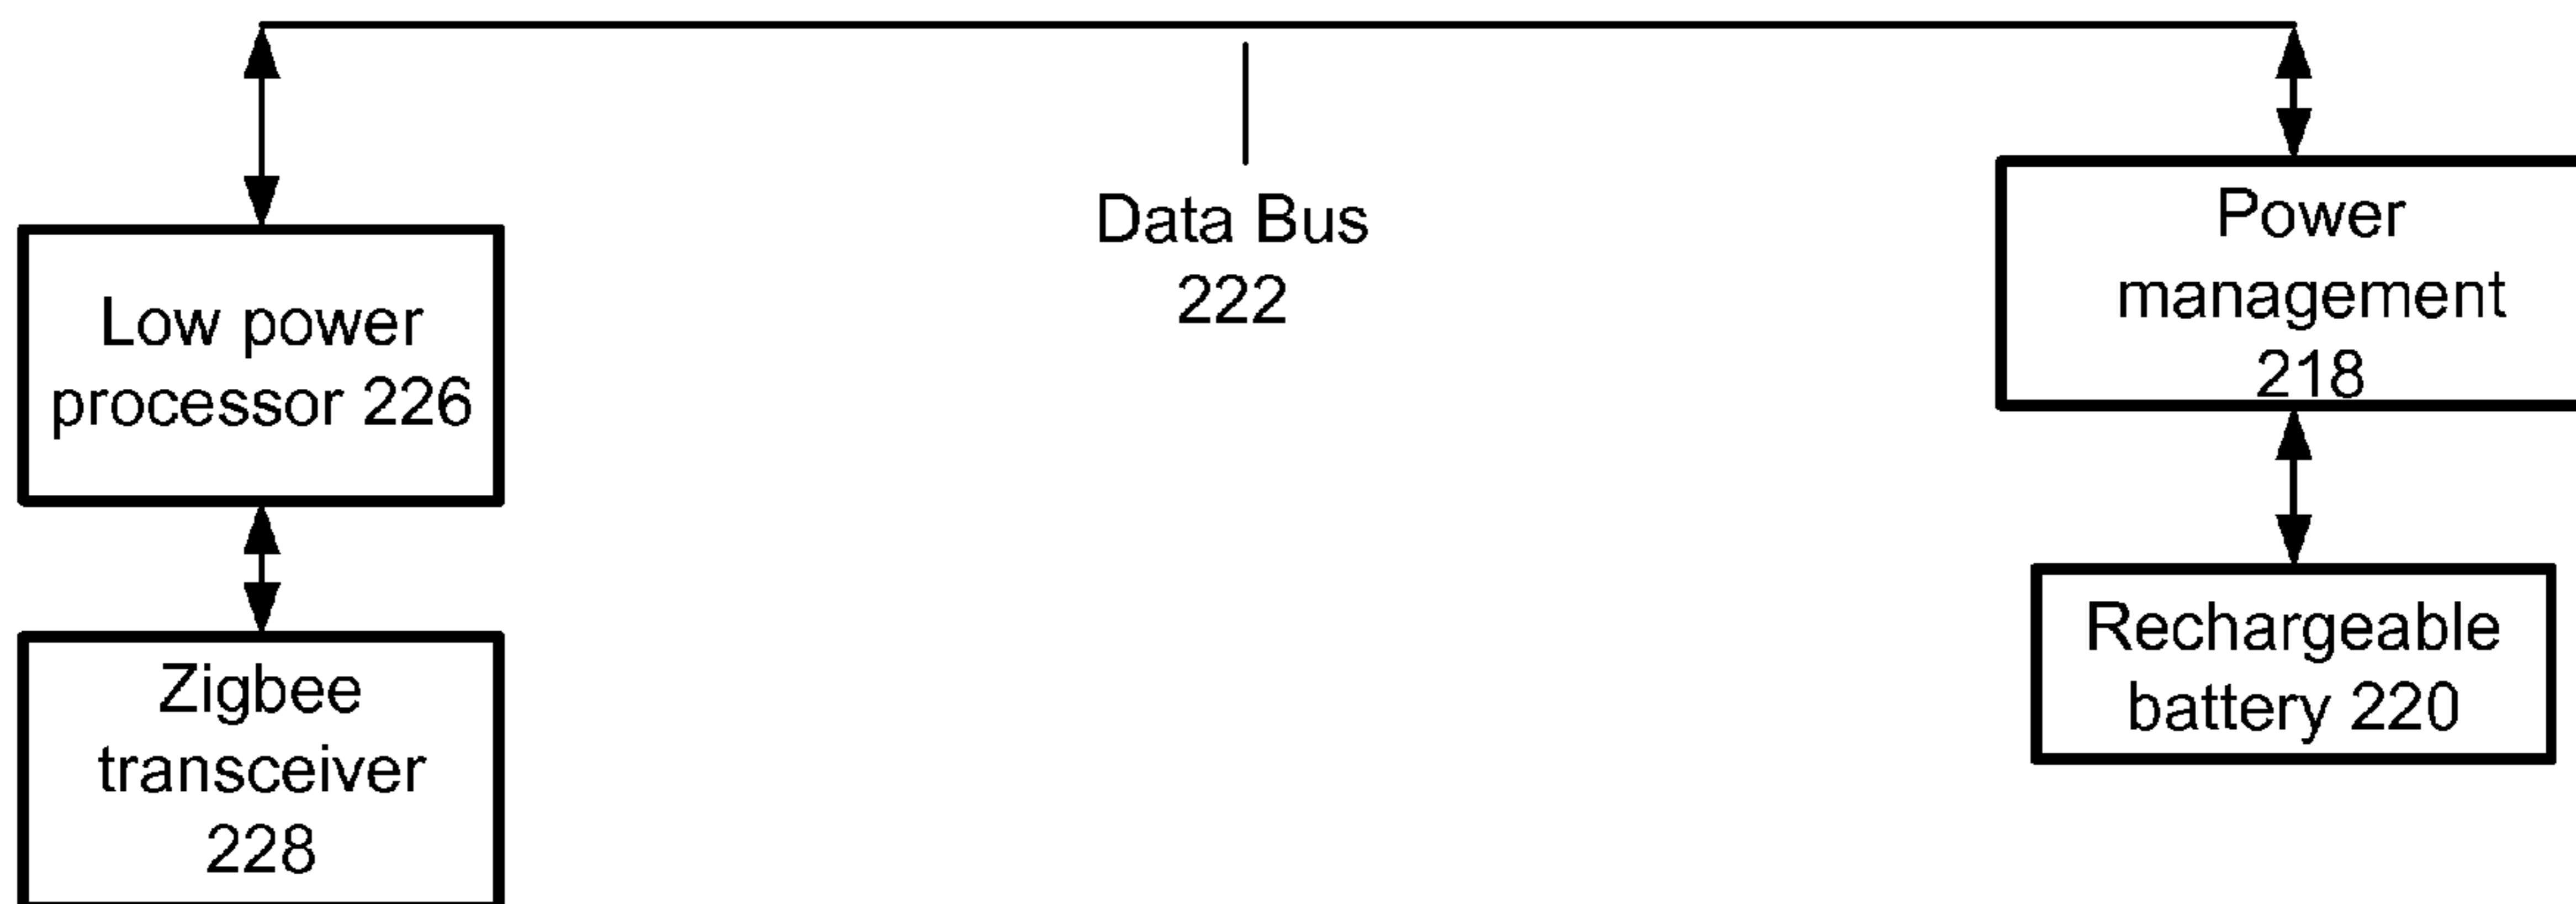 Low power
processor 226
Zigbee
transceiver
228
Data Bus
222
Power
management
218
Rechargeable
battery 220